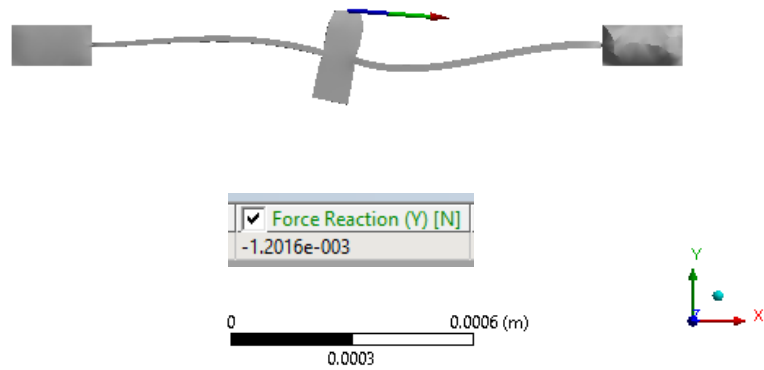 Force Reaction (Y) [N]
-1.2016e-003
Y
Z
X
0
0.0006 (m)
0.0003